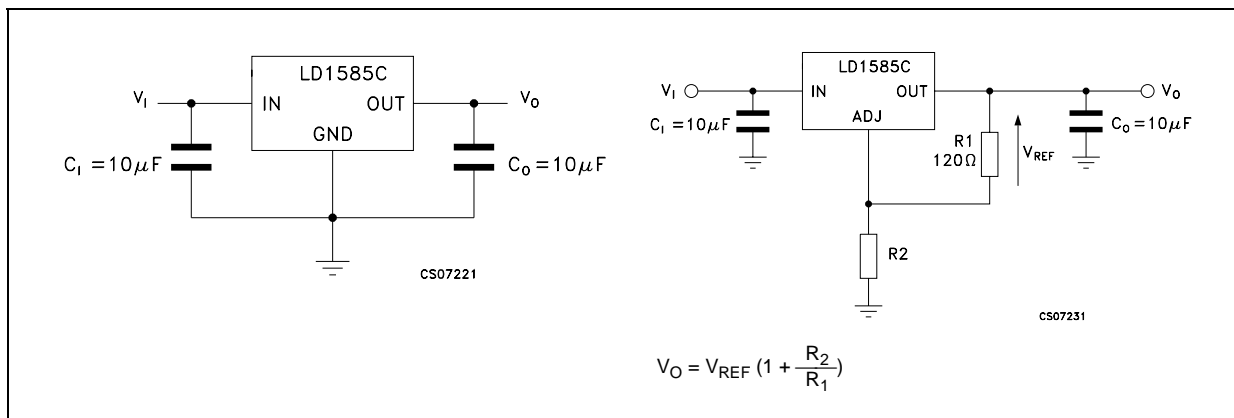 LD1585C
V_I
IN
OUT
V_O
GND
C_I = 10μF
C_O = 10μF
CS07221
LD1585C
V_I
IN
OUT
V_O
ADJ
C_I = 10μF
R1
120Ω
V_REF
C_O = 10μF
R2
CS07231
V_O = V_REF (1 + R_2/R_1)